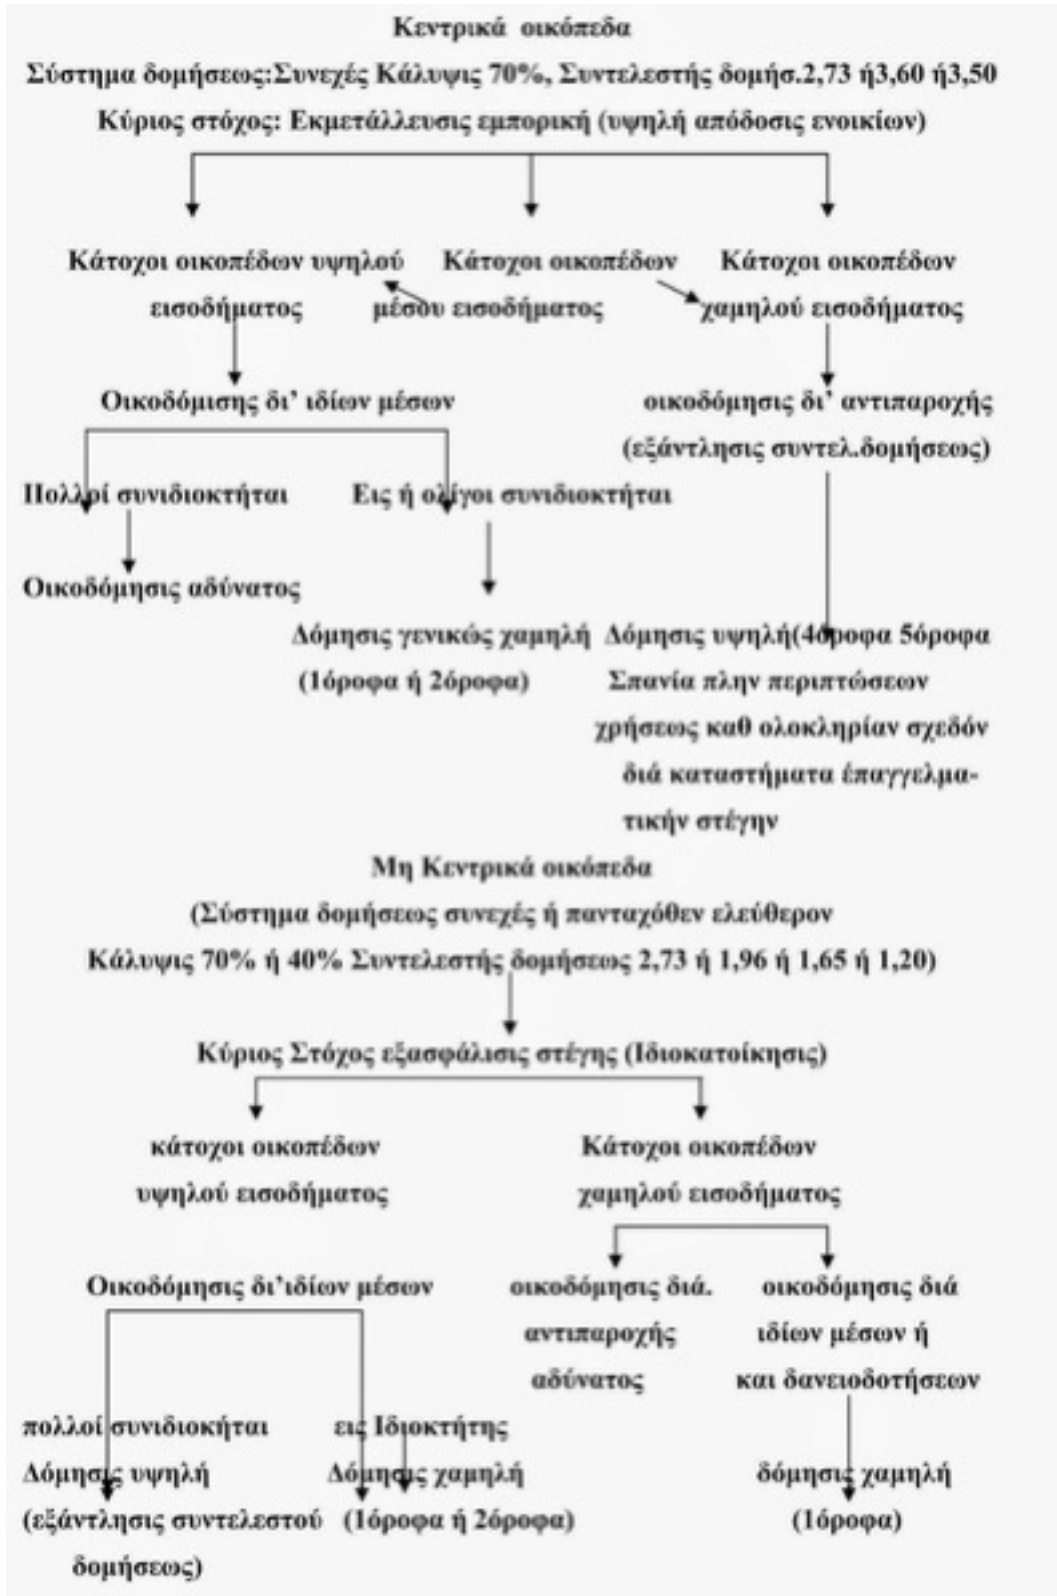 Κεντρικά οικόπεδα
Σύστημα δομήσεως:Συνεχές Κάλυψις 70%, Συντελεστής δομήσ.2,73 ή3,60 ή3,50
Κύριος στόχος: Εκμετάλλευσις εμπορική (υψηλή απόδοσις ενοικίων)
Κάτοχοι οικοπέδων υψηλού
εισοδήματος
Κάτοχοι οικοπέδων
μέσου εισοδήματος
Κάτοχοι οικοπέδων
χαμηλού εισοδήματος
Οικοδόμισης δι’ ιδίων μέσων
οικοδόμησις δι’ αντιπαροχής
(εξάντλησις συντελ.δομήσεως)
Πολλοί συνιδιοκτήται
Εις ή ολίγοι συνιδιοκτήται
Οικοδόμησις αδύνατος
Δόμησις γενικώς χαμηλή
(1όροφα ή 2όροφα)
Δόμησις υψηλή(4όροφα 5όροφα
Σπανία πλην περιπτώσεων
χρήσεως καθ ολοκληρίαν σχεδόν
διά καταστήματα έπαγγελμα-
τικήν στέγην
Μη Κεντρικά οικόπεδα
(Σύστημα δομήσεως συνεχές ή πανταχόθεν ελεύθερον
Κάλυψις 70% ή 40% Συντελεστής δομήσεως 2,73 ή 1,96 ή 1,65 ή 1,20)
Κύριος Στόχος εξασφάλισις στέγης (Ιδιοκατοίκησις)
κάτοχοι οικοπέδων
υψηλού εισοδήματος
Κάτοχοι οικοπέδων
χαμηλού εισοδήματος
Οικοδόμησις δι’ιδίων μέσων
οικοδόμησις διά.
αντιπαροχής
αδύνατος
οικοδόμησις διά
ιδίων μέσων ή
και δανειοδοτήσεων
πολλοί συνιδιοκήται
Δόμησις υψηλή
(εξάντλησις συντελεστού
δομήσεως)
εις Ιδιοκτήτης
Δόμησις χαμηλή
(1όροφα ή 2όροφα)
δόμησις χαμηλή
(1όροφα)